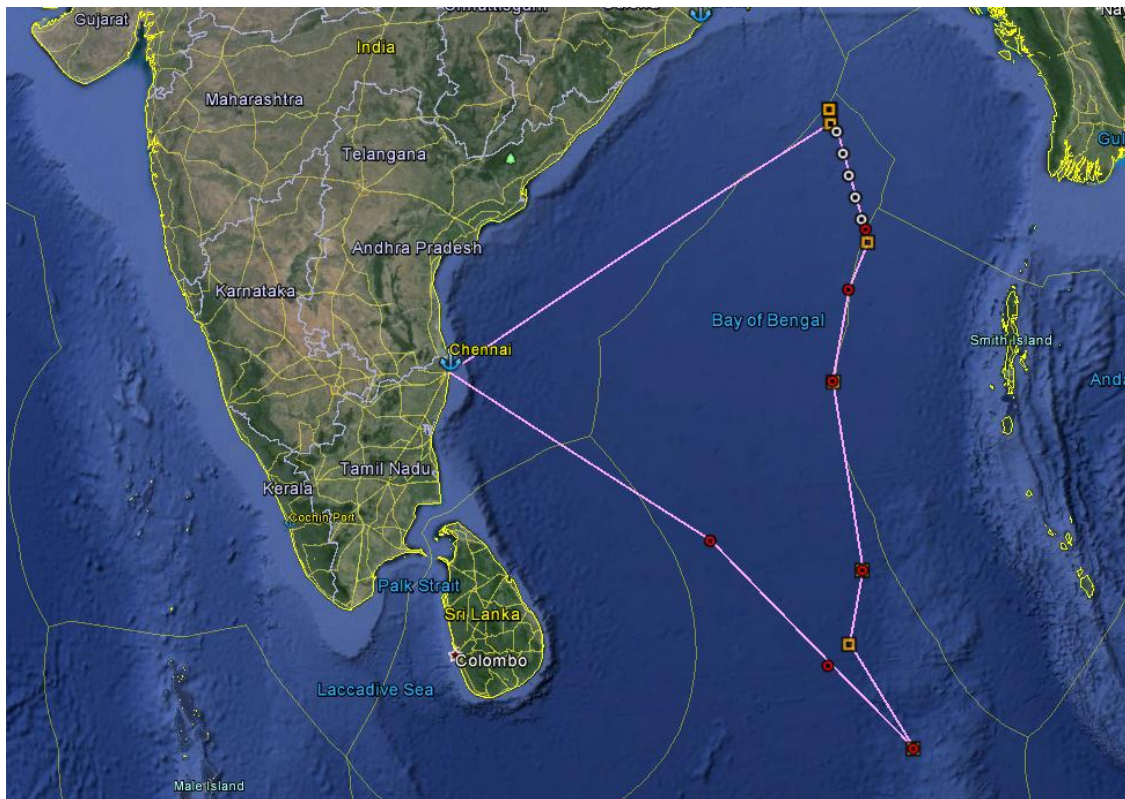 Gujarat
India
Maharashtra
Telangana
Andhra Pradesh
Karnataka
Bay of Bengal
Smith Island
Chennai
Tamil Nadu
Kerala
Cochin Port
Palk Strait
Sri Lanka
Colombo
Laccadive Sea
Male Island